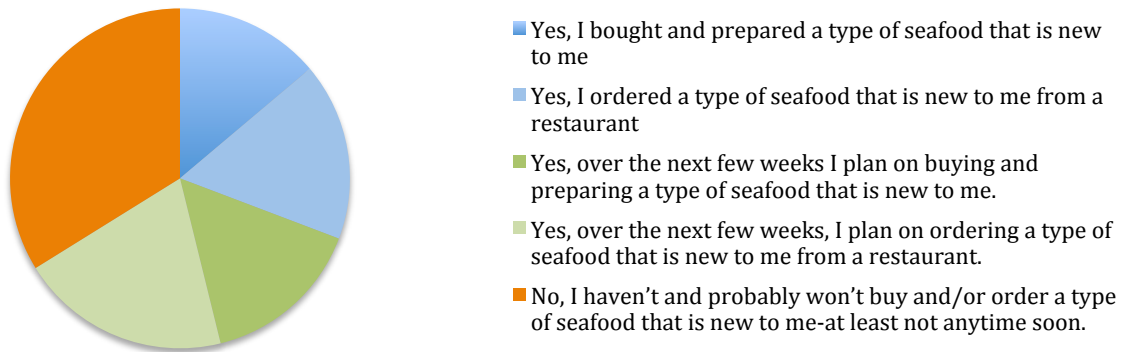 Yes, I bought and prepared a type of seafood that is new
to me
Yes, I ordered a type of seafood that is new to me from a
restaurant
Yes, over the next few weeks I plan on buying and
preparing a type of seafood that is new to me.
Yes, over the next few weeks, I plan on ordering a type of
seafood that is new to me from a restaurant.
No, I haven’t and probably won’t buy and/or order a type
of seafood that is new to me-at least not anytime soon.